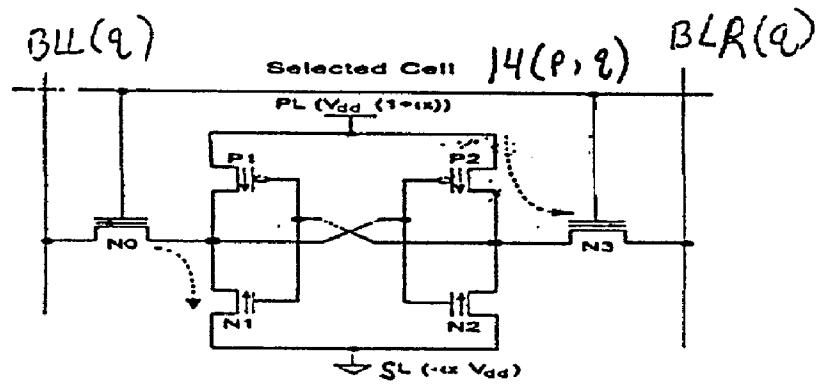 BLL(q)
Selected Cell
14(p,q)
BLR(q)
PL (Vdd (1+α))
P1
P2
N0
N3
N1
N2
SL (-α Vdd)